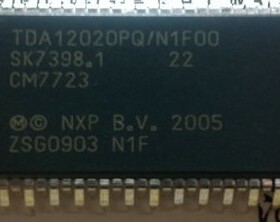 TDA12020PQ/N1F00
SK7398.1 22
CM7723
Ⓜ© NXP B.V. 2005
ZSG0903 N1F